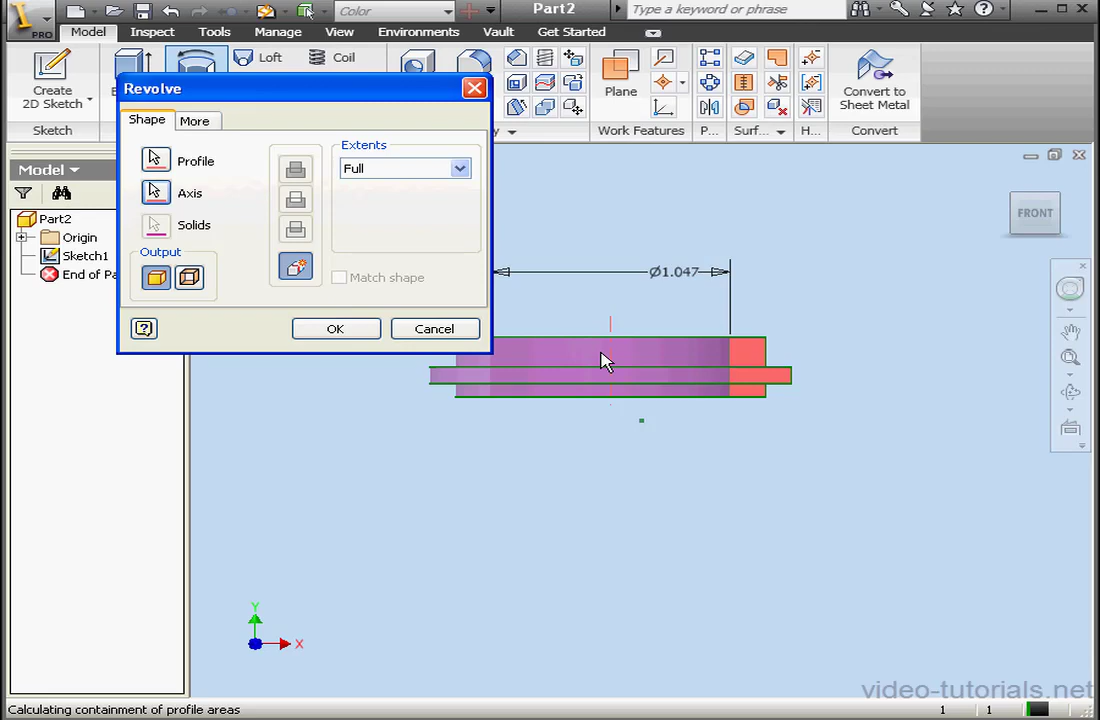 PRO
Color
Part2
Type a keyword or phrase
Model
Inspect
Tools
Manage
View
Environments
Vault
Get Started
Create
2D Sketch
Loft
Coil
Plane
Convert to
Sheet Metal
Sketch
Work Features
P...
Surf...
H...
Convert
Revolve
Shape
More
Profile
Axis
Solids
Output
Extents
Full
Match shape
OK
Cancel
Model
Part2
Origin
Sketch1
End of Pa
FRONT
Ø1.047
Y
X
video-tutorials.net
Calculating containment of profile areas
1
1